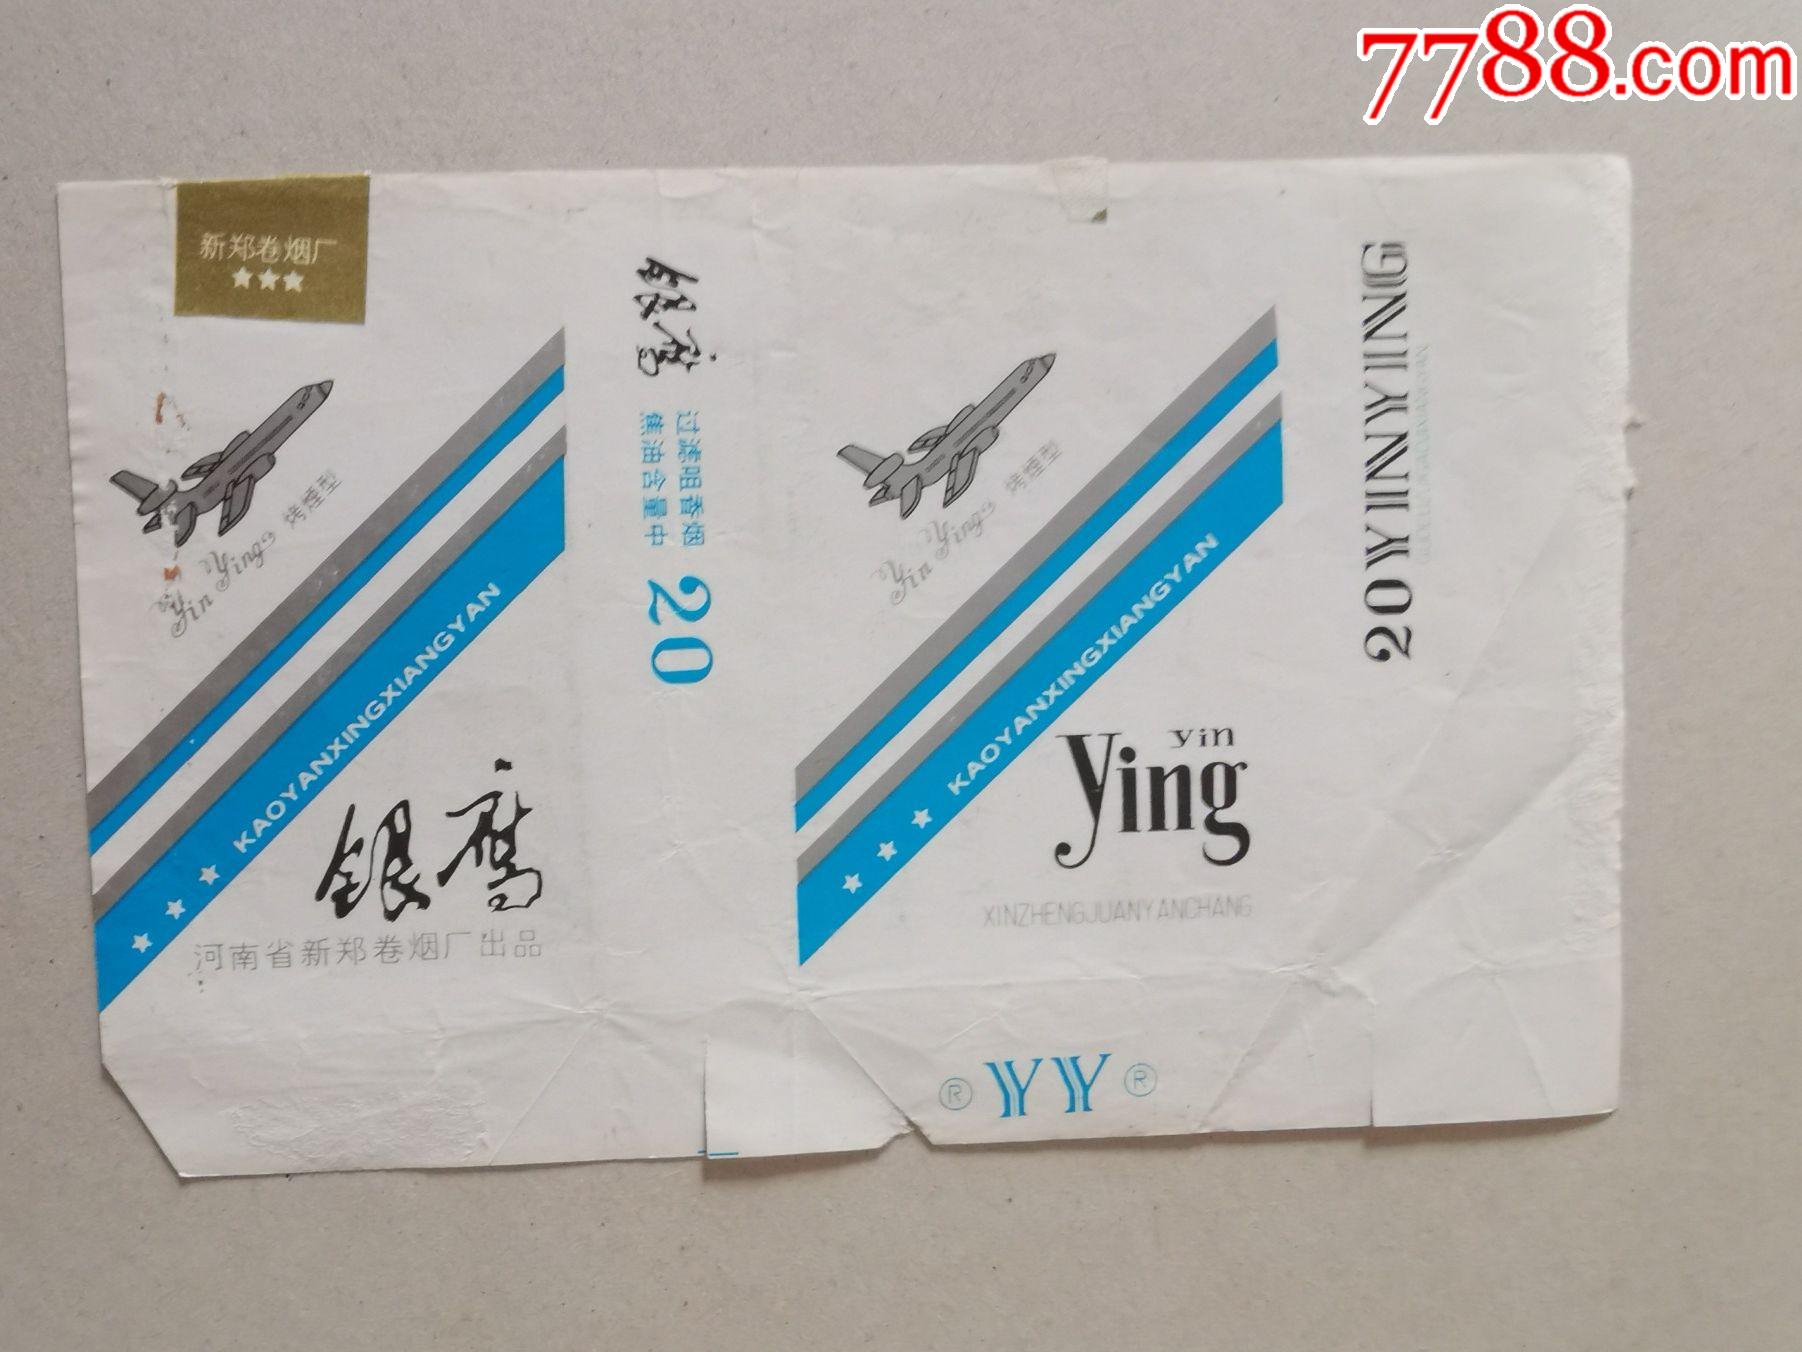 7788.com
新郑卷烟厂
★★★
Yin Ying
烤煙型
★ ★ ★ KAOYANXINGXIANGYAN
银鹰
河南省新郑卷烟厂出品
银鹰
过滤咀香烟
焦油含量中
20
Yin Ying
烤煙型
★ ★ ★ KAOYANXINGXIANGYAN
yin
Ying
XINZHENGJUANYANCHANG
® YY ®
20YINYING